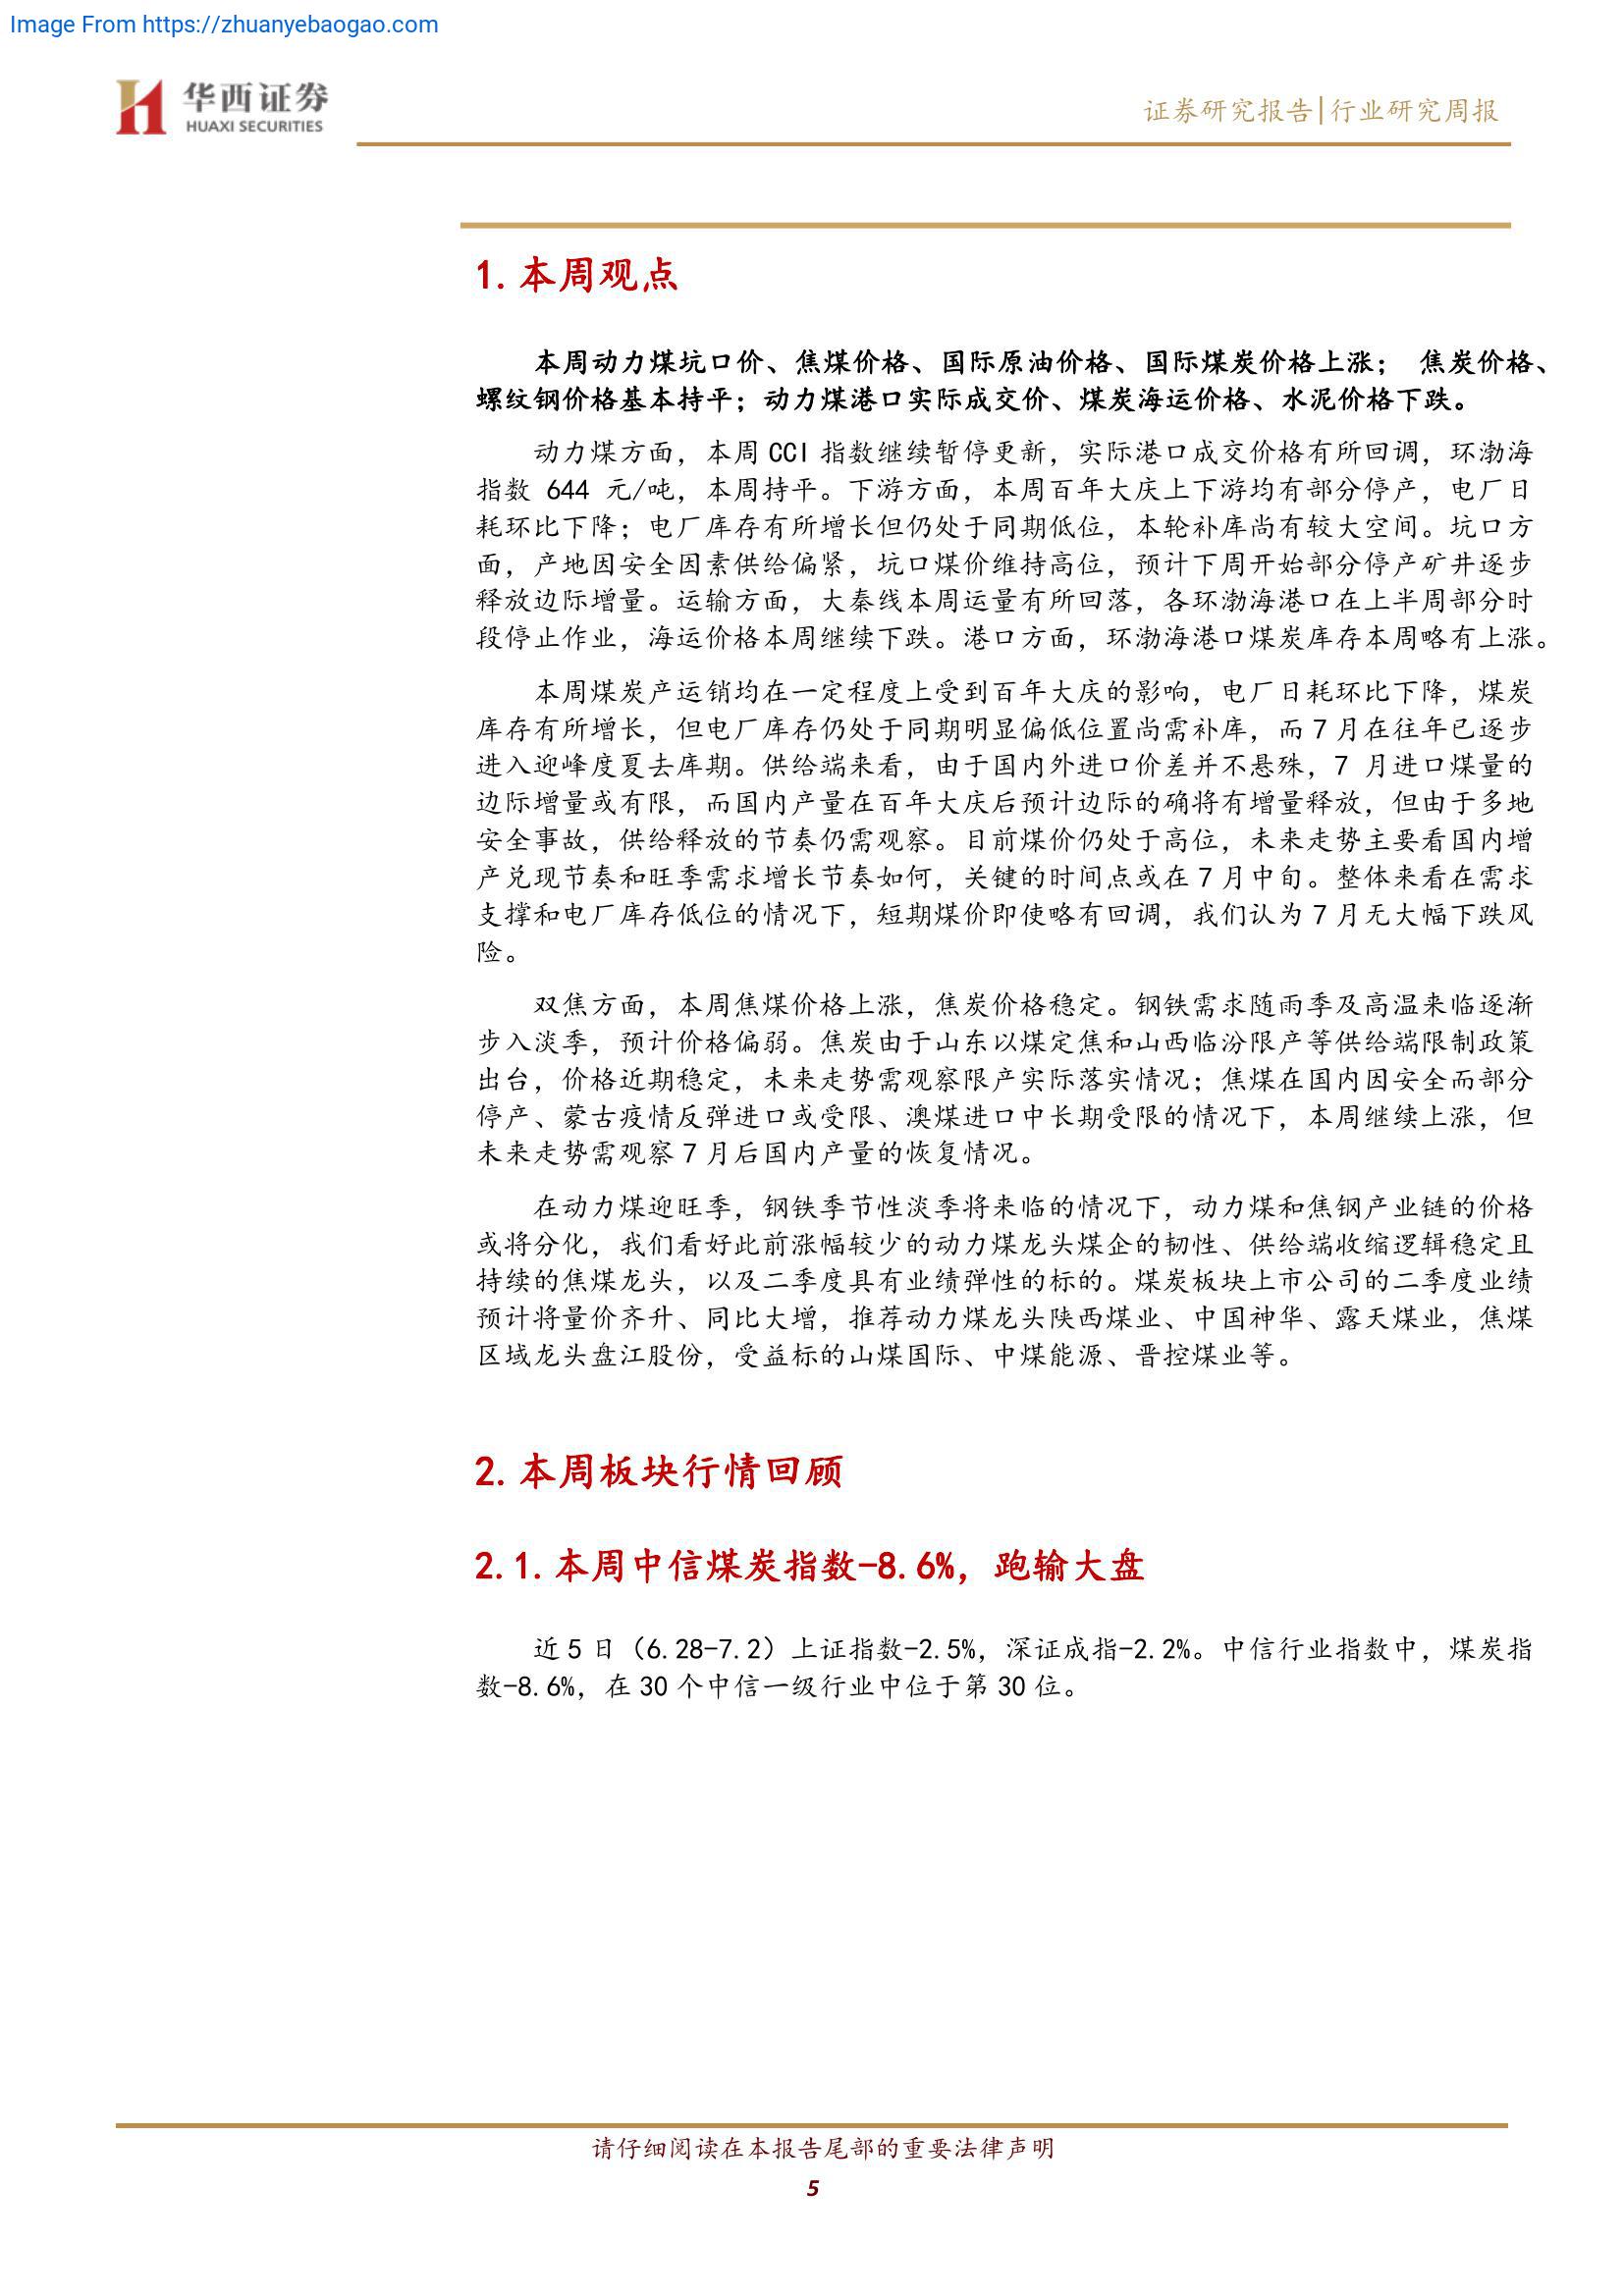 Image From https://zhuanyebaogao.com
华西证券
HUAXI SECURITIES
证券研究报告|行业研究周报
1. 本周观点
本周动力煤坑口价、焦煤价格、国际原油价格、国际煤炭价格上涨； 焦炭价格、
螺纹钢价格基本持平；动力煤港口实际成交价、煤炭海运价格、水泥价格下跌。
动力煤方面，本周 CCI 指数继续暂停更新，实际港口成交价格有所回调，环渤海
指数 644 元/吨，本周持平。下游方面，本周百年大庆上下游均有部分停产，电厂日
耗环比下降；电厂库存有所增长但仍处于同期低位，本轮补库尚有较大空间。坑口方
面，产地因安全因素供给偏紧，坑口煤价维持高位，预计下周开始部分停产矿井逐步
释放边际增量。运输方面，大秦线本周运量有所回落，各环渤海港口在上半周部分时
段停止作业，海运价格本周继续下跌。港口方面，环渤海港口煤炭库存本周略有上涨。
本周煤炭产运销均在一定程度上受到百年大庆的影响，电厂日耗环比下降，煤炭
库存有所增长，但电厂库存仍处于同期明显偏低位置尚需补库，而 7 月在往年已逐步
进入迎峰度夏去库期。供给端来看，由于国内外进口价差并不悬殊，7 月进口煤量的
边际增量或有限，而国内产量在百年大庆后预计边际的确将有增量释放，但由于多地
安全事故，供给释放的节奏仍需观察。目前煤价仍处于高位，未来走势主要看国内增
产兑现节奏和旺季需求增长节奏如何，关键的时间点或在 7 月中旬。整体来看在需求
支撑和电厂库存低位的情况下，短期煤价即使略有回调，我们认为 7 月无大幅下跌风
险。
双焦方面，本周焦煤价格上涨，焦炭价格稳定。钢铁需求随雨季及高温来临逐渐
步入淡季，预计价格偏弱。焦炭由于山东以煤定焦和山西临汾限产等供给端限制政策
出台，价格近期稳定，未来走势需观察限产实际落实情况；焦煤在国内因安全而部分
停产、蒙古疫情反弹进口或受限、澳煤进口中长期受限的情况下，本周继续上涨，但
未来走势需观察 7 月后国内产量的恢复情况。
在动力煤迎旺季，钢铁季节性淡季将来临的情况下，动力煤和焦钢产业链的价格
或将分化，我们看好此前涨幅较少的动力煤龙头煤企的韧性、供给端收缩逻辑稳定且
持续的焦煤龙头，以及二季度具有业绩弹性的标的。煤炭板块上市公司的二季度业绩
预计将量价齐升、同比大增，推荐动力煤龙头陕西煤业、中国神华、露天煤业，焦煤
区域龙头盘江股份，受益标的山煤国际、中煤能源、晋控煤业等。
2. 本周板块行情回顾
2.1. 本周中信煤炭指数-8.6%，跑输大盘
近 5 日（6.28-7.2）上证指数-2.5%，深证成指-2.2%。中信行业指数中，煤炭指
数-8.6%，在 30 个中信一级行业中位于第 30 位。
请仔细阅读在本报告尾部的重要法律声明
5